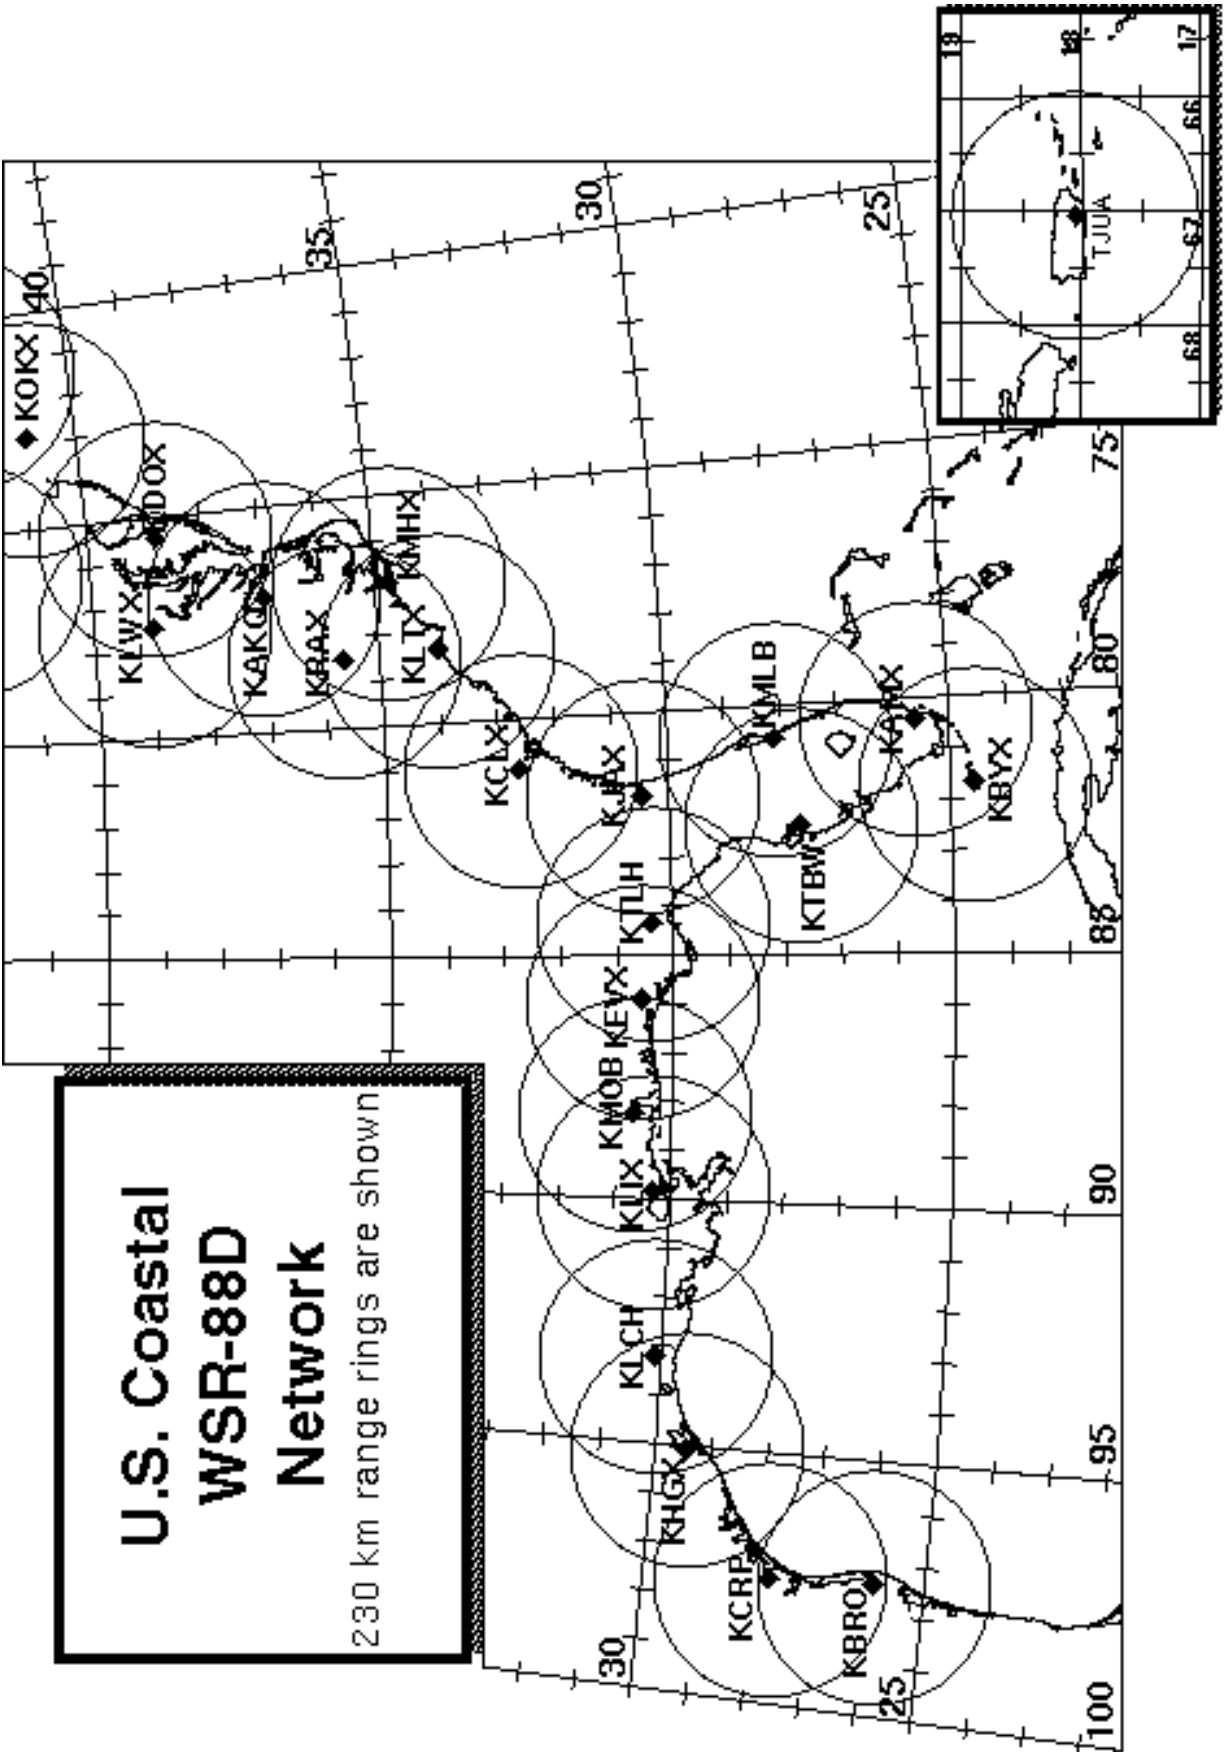 U.S. Coastal
WSR-88D
Network
230 km range rings are shown
40
KOKX
KLWX
KDOX
KAKQ
KRAX
35
KMHX
KLTX
KCLX
30
KJAX
KTLH
KEVX
KMOB
KLIX
KLCH
KHGX
30
KCRP
KBRO
KMLB
KTBW
KAMX
KBYX
25
25
100
95
90
85
80
75
19
18
17
TJUA
68
67
66